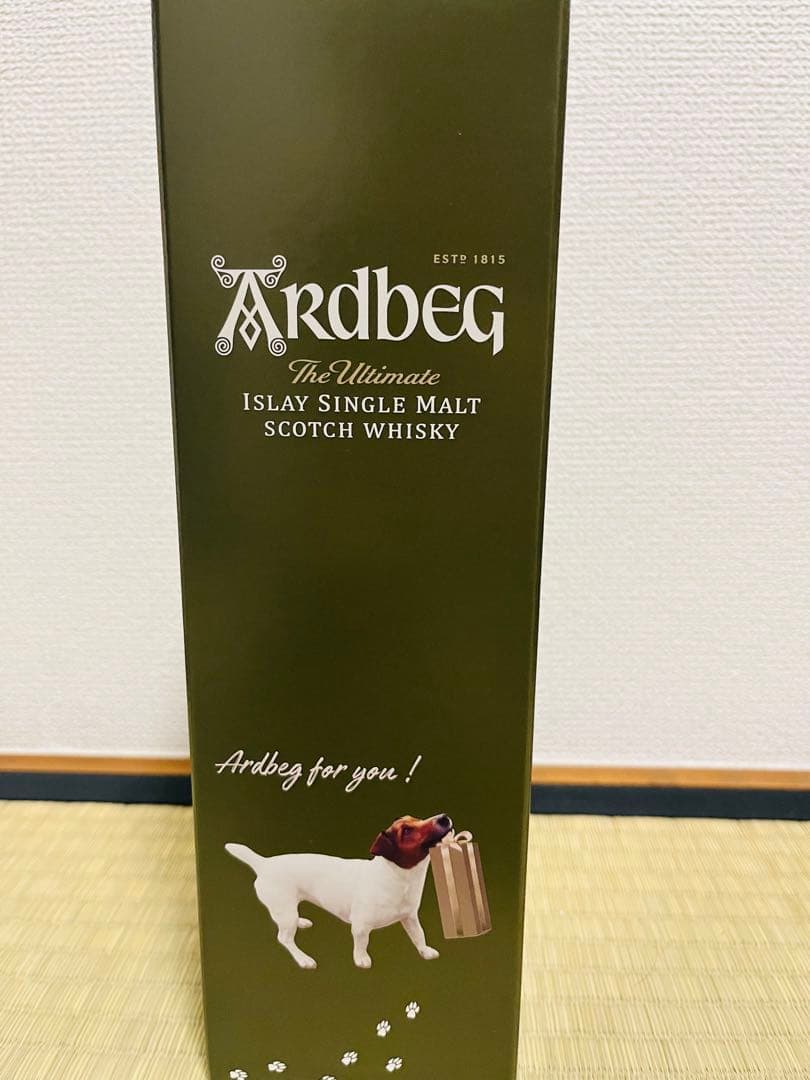 ESTD 1815
ARDBEG
The Ultimate
ISLAY SINGLE MALT
SCOTCH WHISKY
Ardbeg for you !